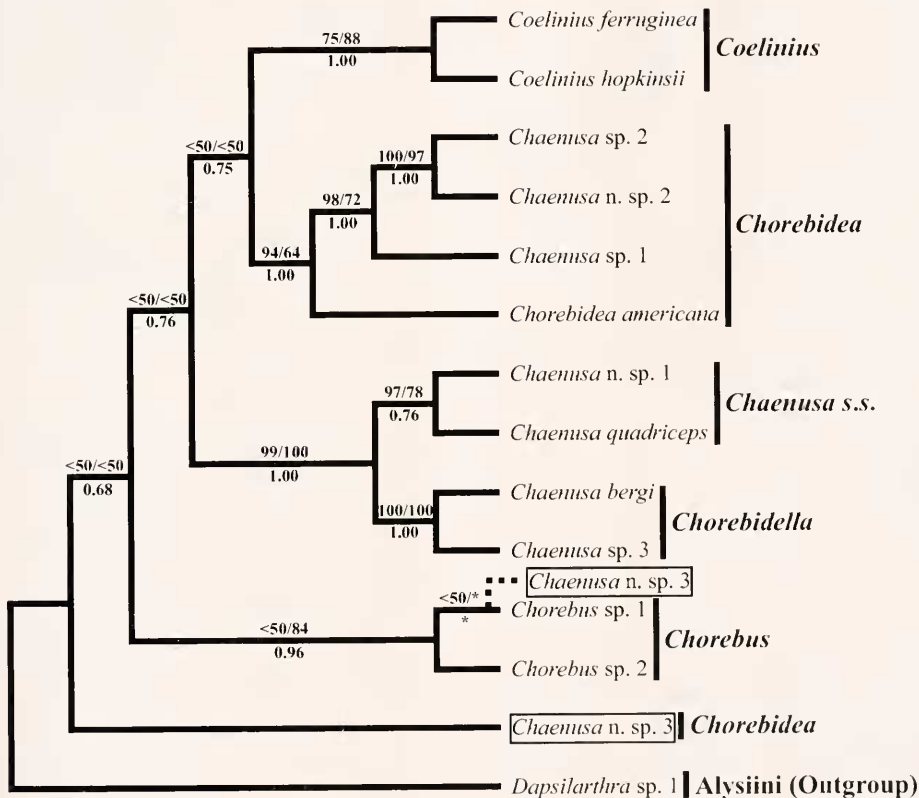 Coelinius ferruginea
75/88
1.00
Coelinius
Coelinius hopkinsii
Chaenusa sp. 2
<50/<50
0.75
100/97
1.00
Chaenusa n. sp. 2
98/72
1.00
Chorebidea
94/64
1.00
Chaenusa sp. 1
<50/<50
0.76
Chorebidea americana
Chaenusa n. sp. 1
97/78
0.76
Chaenusa s.s.
Chaenusa quadriceps
99/100
1.00
<50/<50
0.68
Chaenusa bergi
100/100
1.00
Chorebidella
Chaenusa sp. 3
Chaenusa n. sp. 3
<50/*
*
Chorebus sp. 1
<50/84
0.96
Chorebus
Chorebus sp. 2
Chaenusa n. sp. 3
Chorebidea
Dapsilarthra sp. 1
Alysiini (Outgroup)